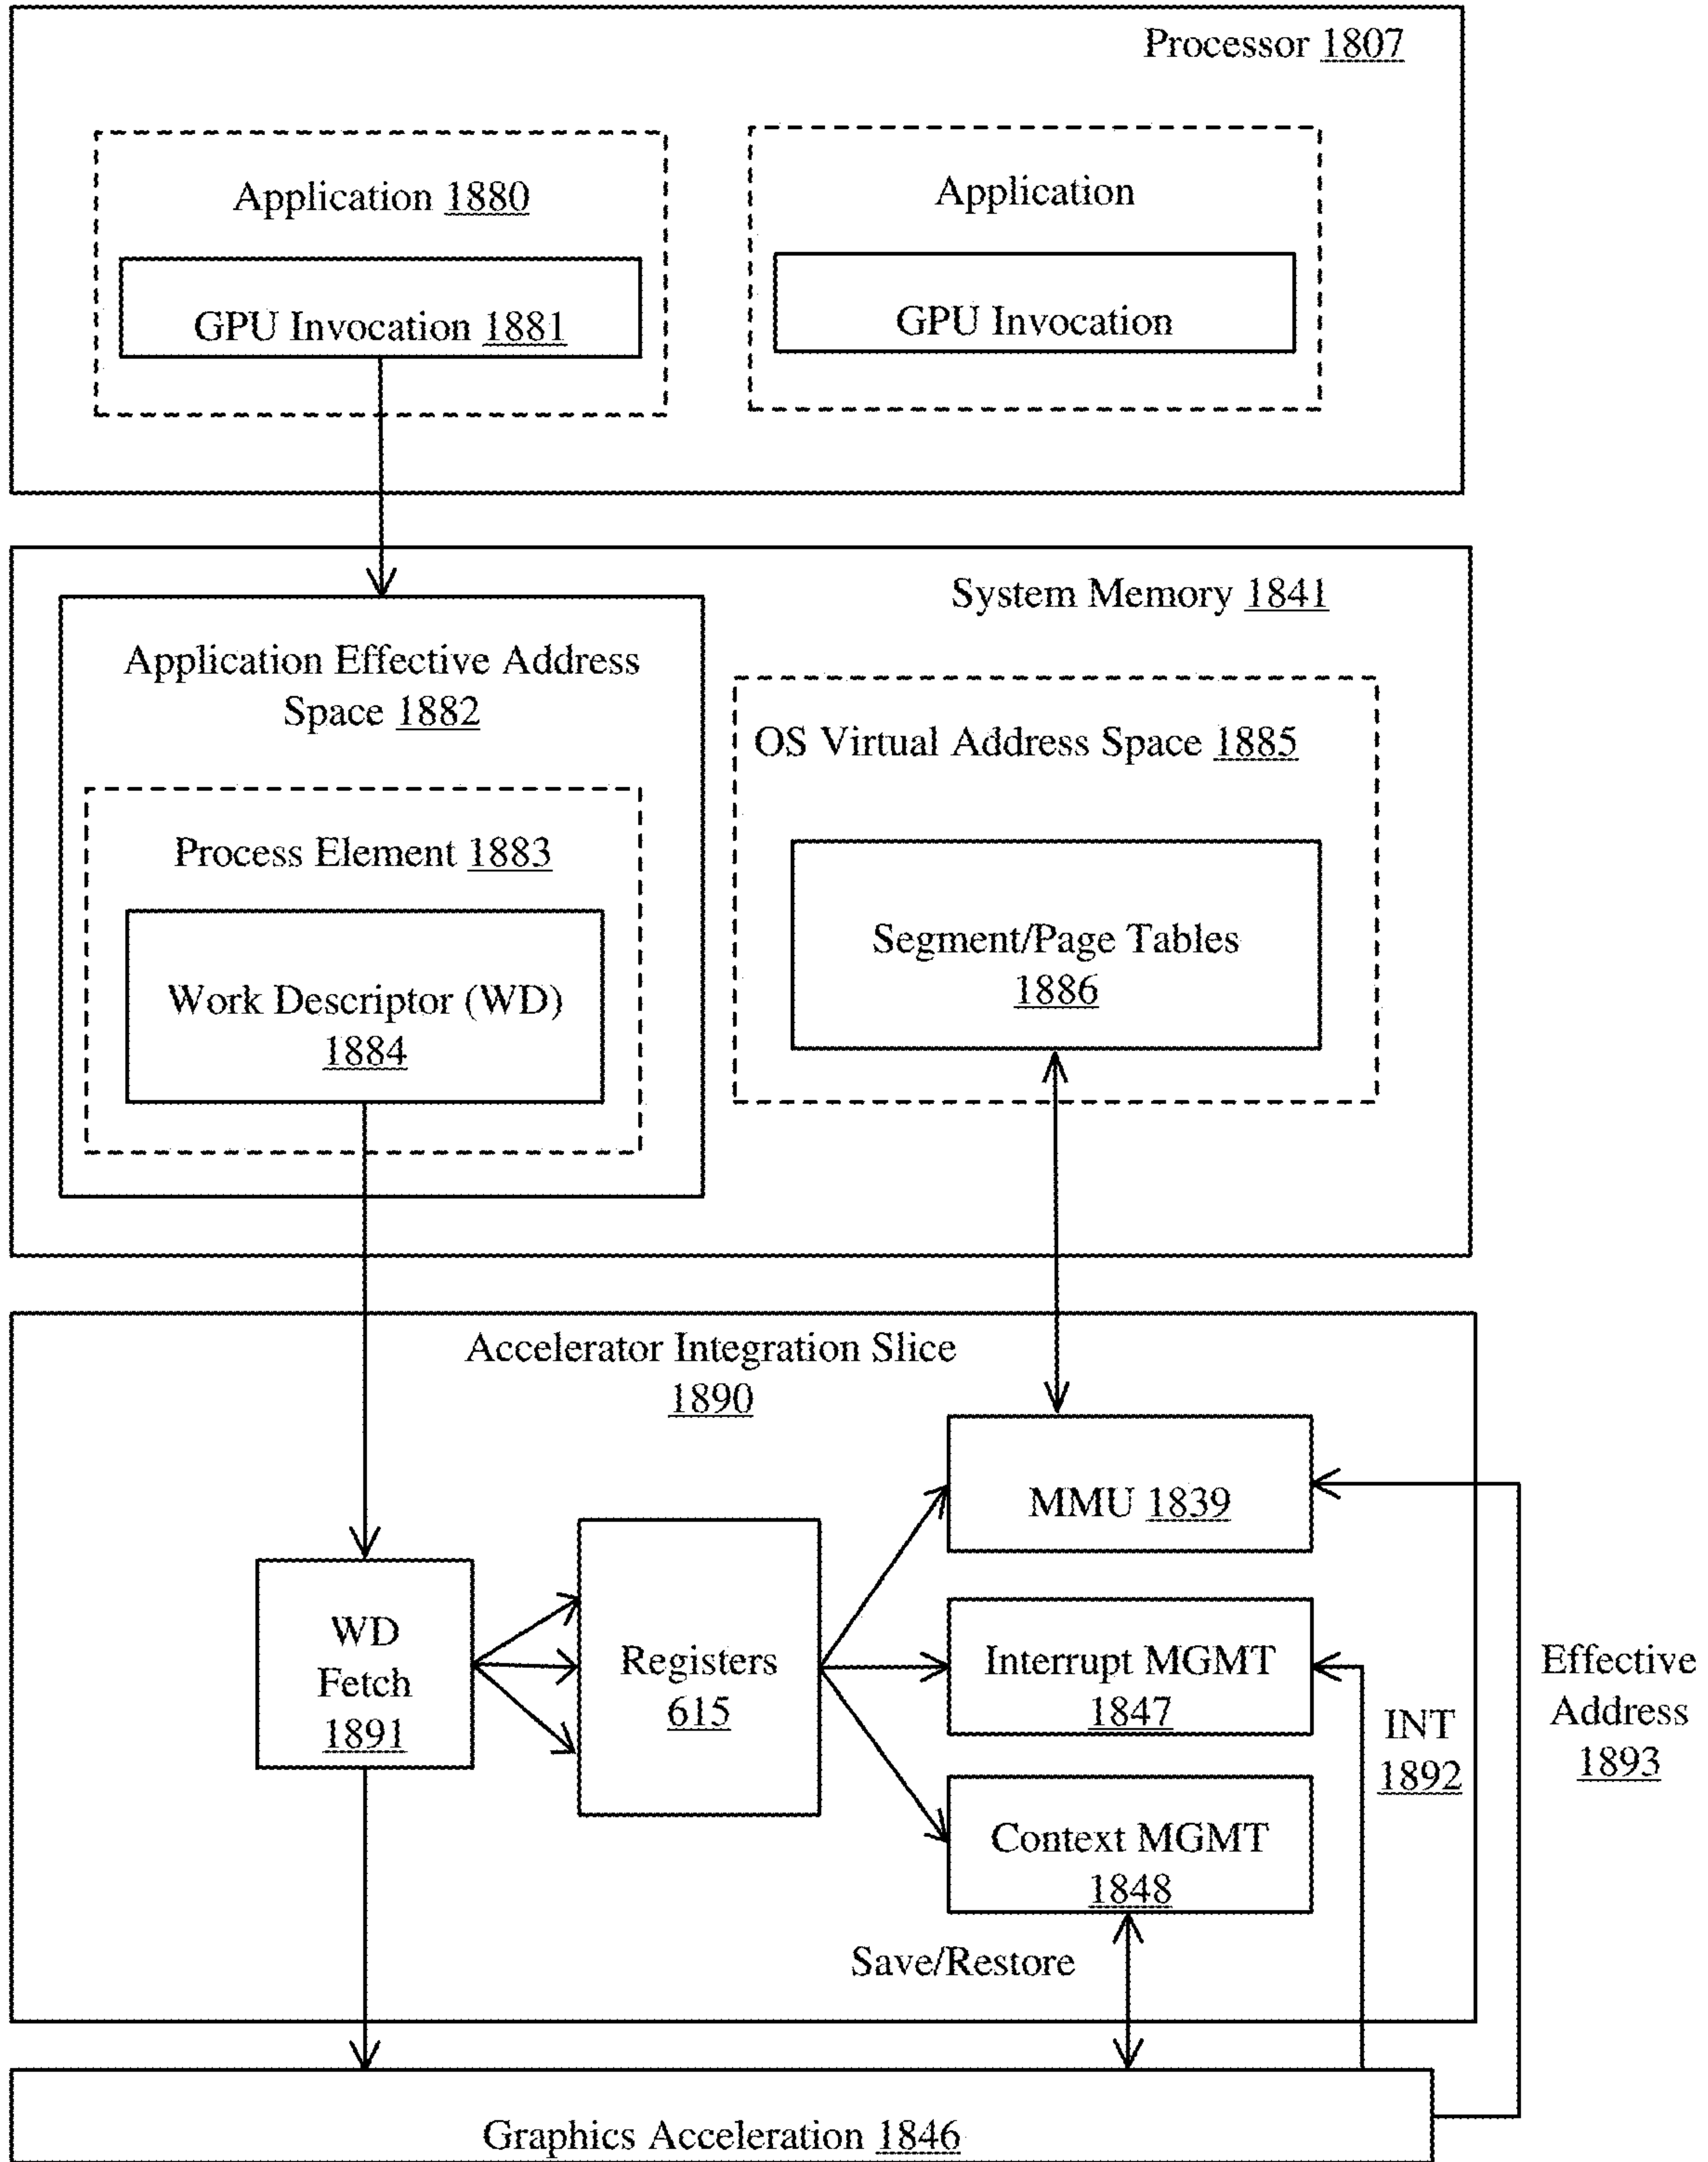 Processor 1807
Application 1880
GPU Invocation 1881
Application
GPU Invocation
System Memory 1841
Application Effective Address
Space 1882
Process Element 1883
Work Descriptor (WD)
1884
OS Virtual Address Space 1885
Segment/Page Tables
1886
Accelerator Integration Slice
1890
WD
Fetch
1891
Registers
615
MMU 1839
Interrupt MGMT
1847
Context MGMT
1848
Save/Restore
INT
1892
Effective
Address
1893
Graphics Acceleration 1846